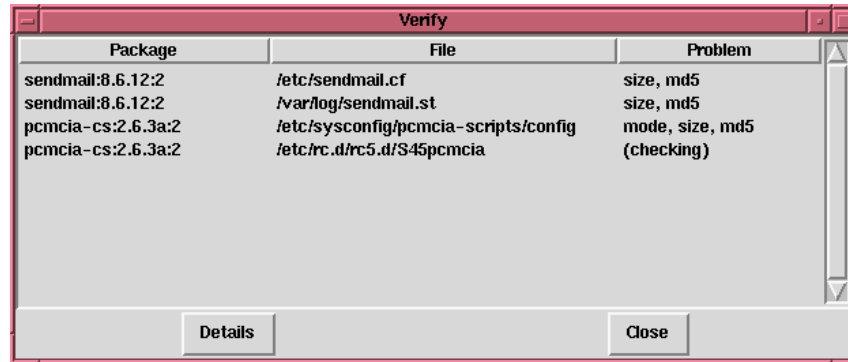 Verify
Package File Problem
sendmail:8.6.12:2 /etc/sendmail.cf size, md5
sendmail:8.6.12:2 /var/log/sendmail.st size, md5
pcmcia-cs:2.6.3a:2 /etc/sysconfig/pcmcia-scripts/config mode, size, md5
pcmcia-cs:2.6.3a:2 /etc/rc.d/rc5.d/S45pcmcia (checking)
Details Close